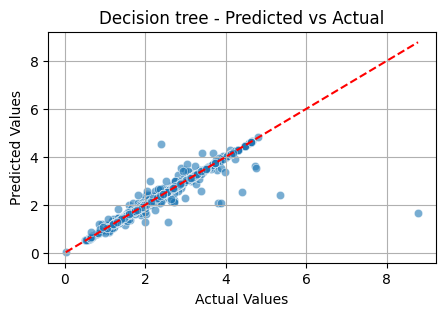 Decision tree - Predicted vs Actual
Predicted Values
8
6
4
2
0
0 2 4 6 8
Actual Values